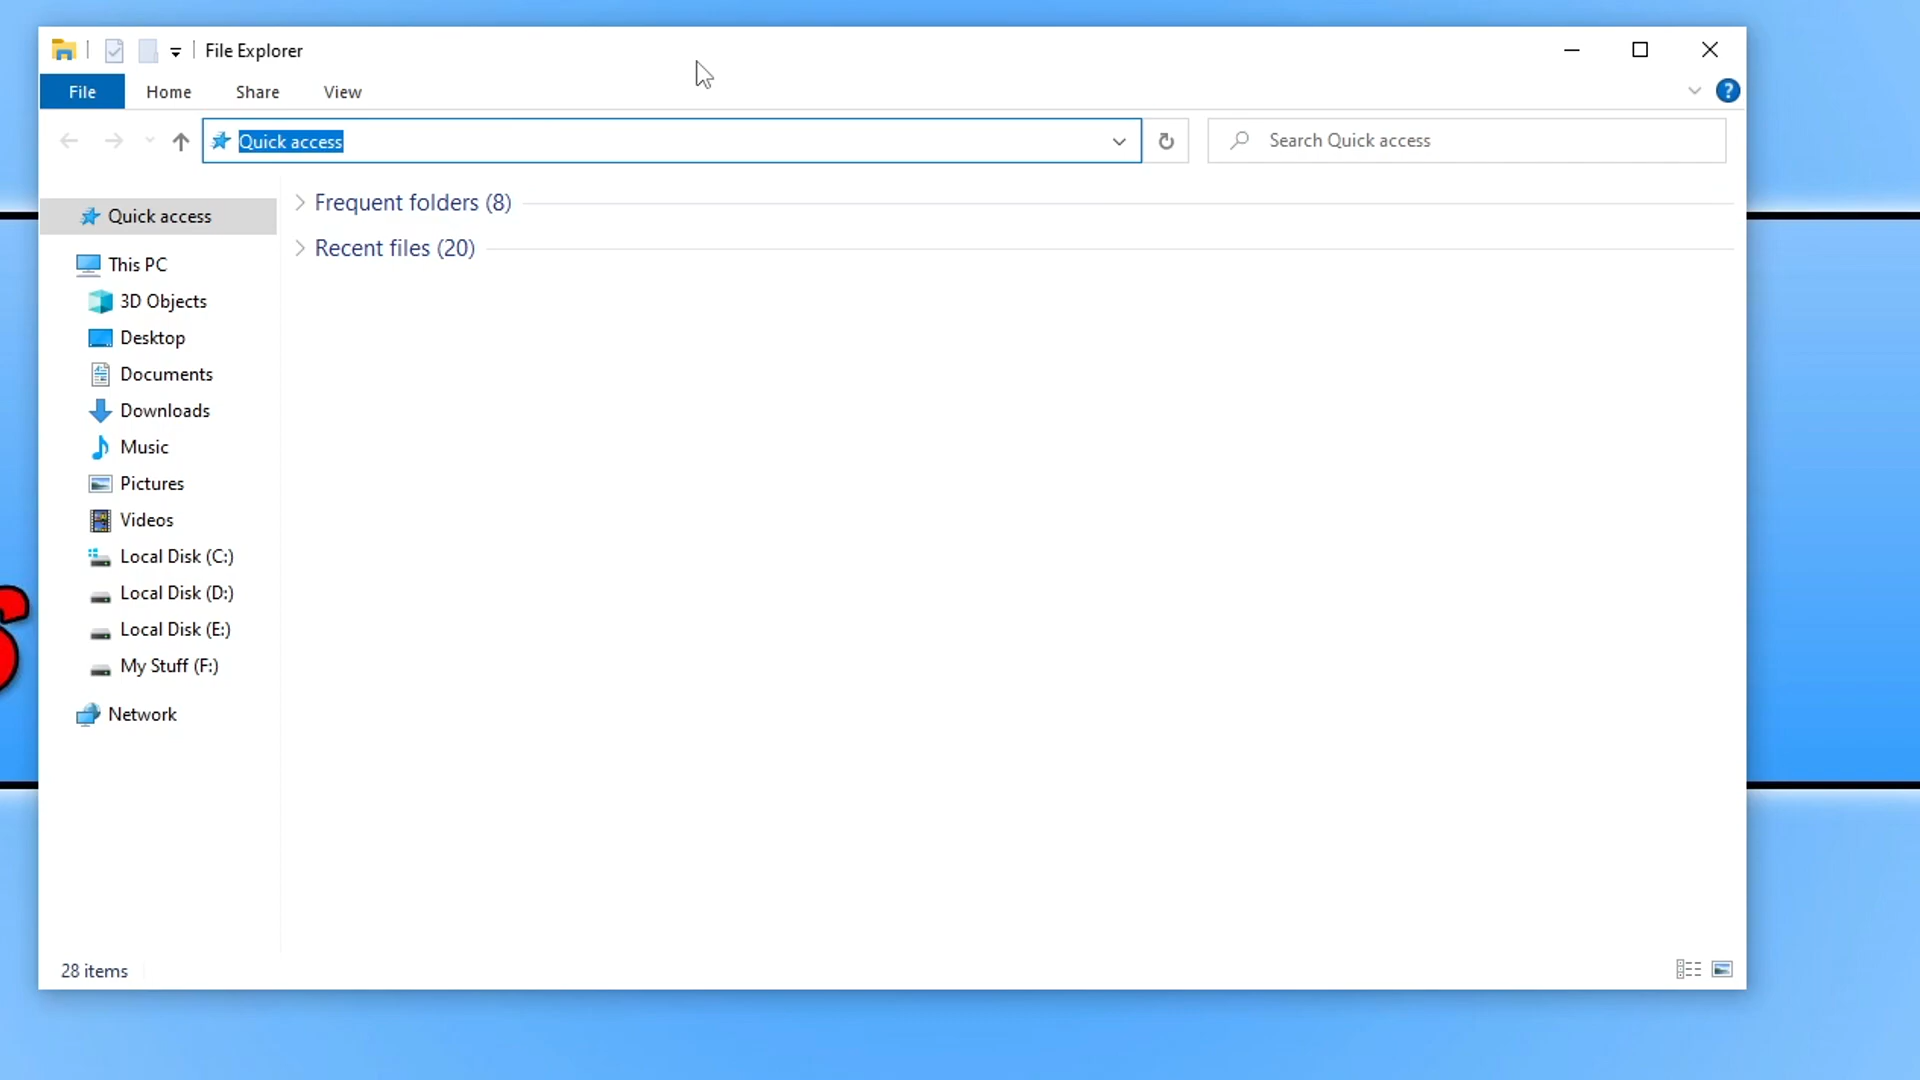 File Explorer
File Home Share View
?
Quick access
Search Quick access
Quick access
This PC
3D Objects
Desktop
Documents
Downloads
Music
Pictures
Videos
Local Disk (C:)
Local Disk (D:)
Local Disk (E:)
My Stuff (F:)
Network
Frequent folders (8)
Recent files (20)
28 items